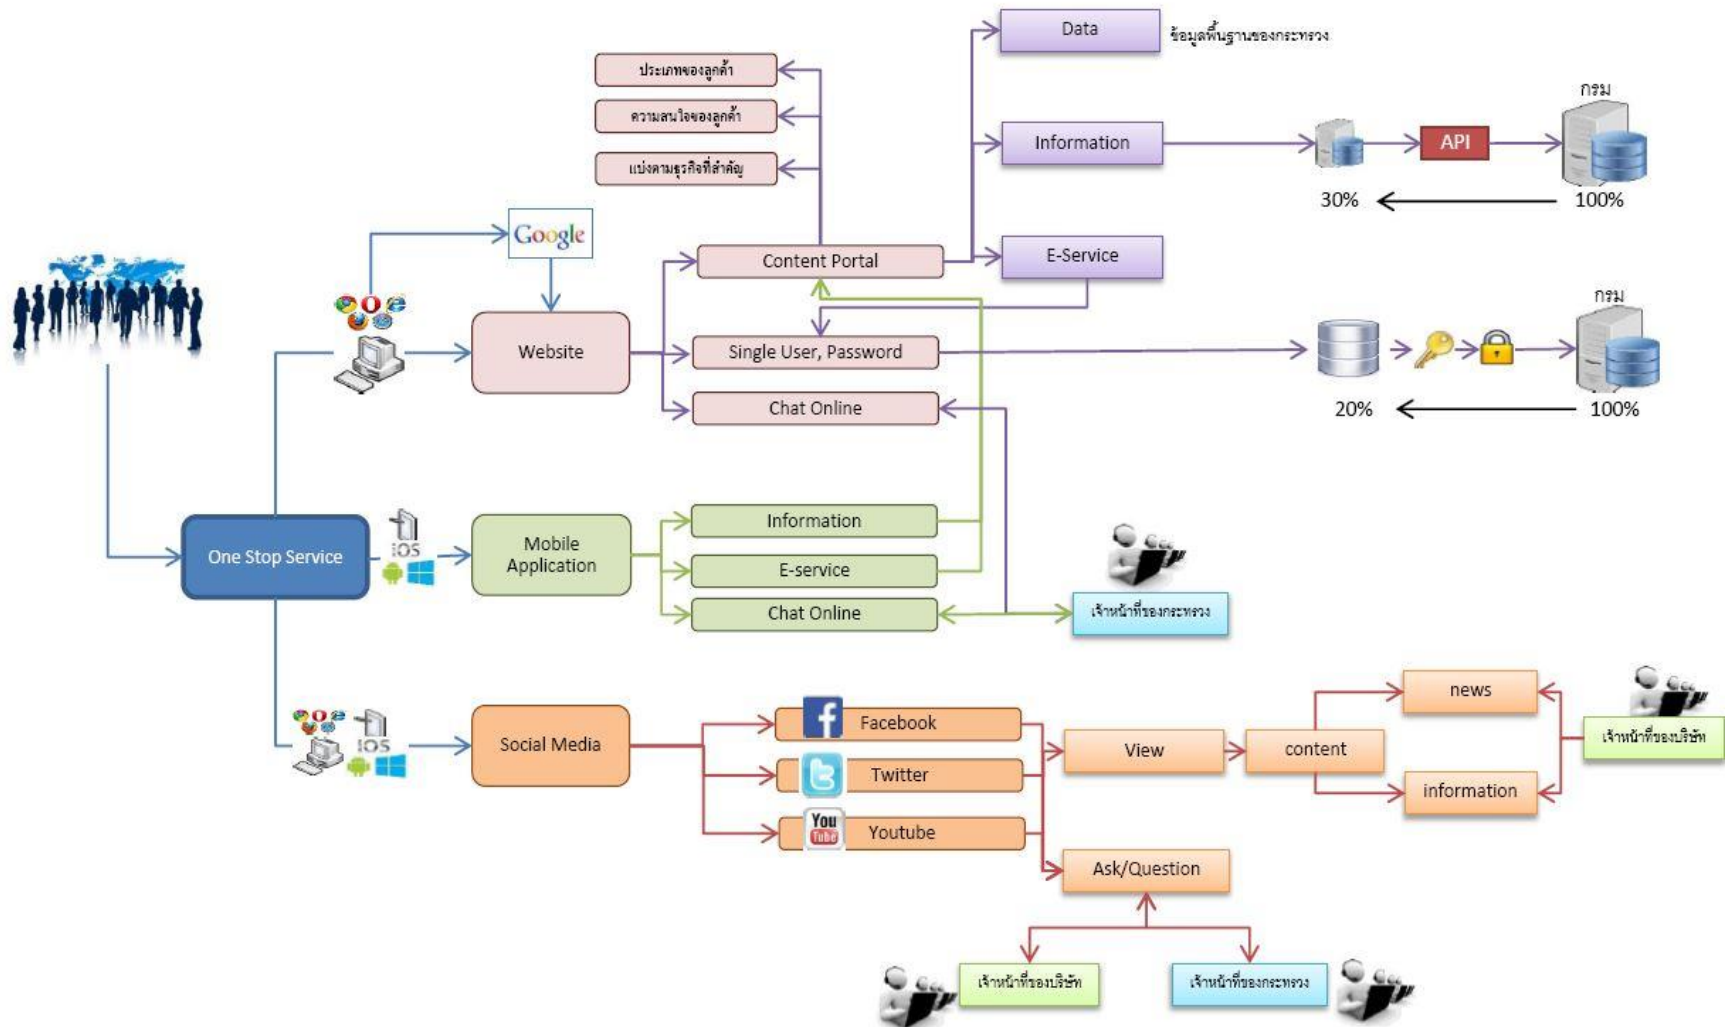 Data
ข้อมูลพื้นฐานของกระทรวง
ประเภทของลูกค้า
ความสนใจของลูกค้า
แบ่งตามธุรกิจที่สำคัญ
Information
API
กรม
30%
100%
Google
Content Portal
E-Service
Website
Single User, Password
Chat Online
กรม
20%
100%
One Stop Service
iOS
Mobile
Application
Information
E-service
Chat Online
เจ้าหน้าที่ของกระทรวง
iOS
Social Media
Facebook
Twitter
You
Tube
Youtube
View
content
news
information
เจ้าหน้าที่ของบริษัท
Ask/Question
เจ้าหน้าที่ของบริษัท
เจ้าหน้าที่ของกระทรวง